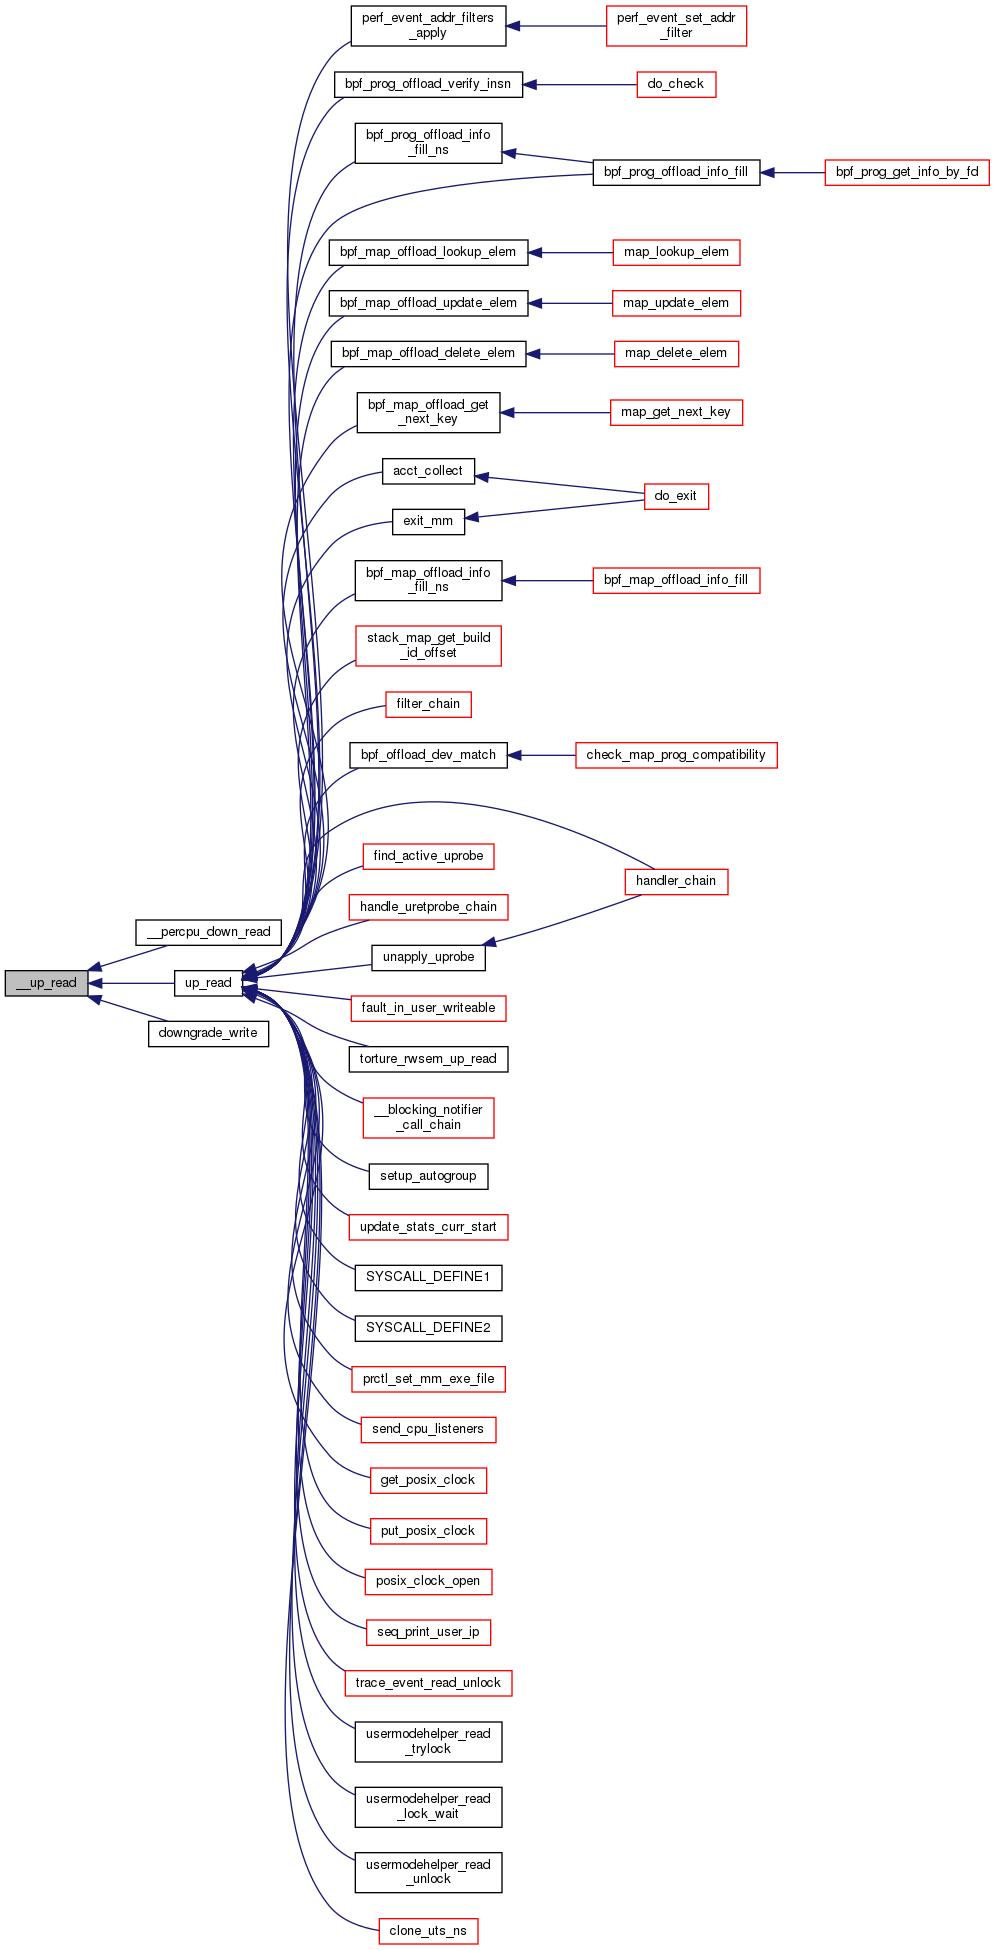 perf_event_addr_filters
_apply
perf_event_set_addr
_filter
bpf_prog_offload_verify_insn
do_check
bpf_prog_offload_info
_fill_ns
bpf_prog_offload_info_fill
bpf_prog_get_info_by_fd
bpf_map_offload_lookup_elem
map_lookup_elem
bpf_map_offload_update_elem
map_update_elem
bpf_map_offload_delete_elem
map_delete_elem
bpf_map_offload_get
_next_key
map_get_next_key
acct_collect
do_exit
exit_mm
bpf_map_offload_info
_fill_ns
bpf_map_offload_info_fill
stack_map_get_build
_id_offset
filter_chain
bpf_offload_dev_match
check_map_prog_compatibility
find_active_uprobe
handler_chain
handle_uretprobe_chain
__percpu_down_read
unapply_uprobe
__up_read
up_read
fault_in_user_writeable
downgrade_write
torture_rwsem_up_read
__blocking_notifier
_call_chain
setup_autogroup
update_stats_curr_start
SYSCALL_DEFINE1
SYSCALL_DEFINE2
prctl_set_mm_exe_file
send_cpu_listeners
get_posix_clock
put_posix_clock
posix_clock_open
seq_print_user_ip
trace_event_read_unlock
usermodehelper_read
_trylock
usermodehelper_read
_lock_wait
usermodehelper_read
_unlock
clone_uts_ns